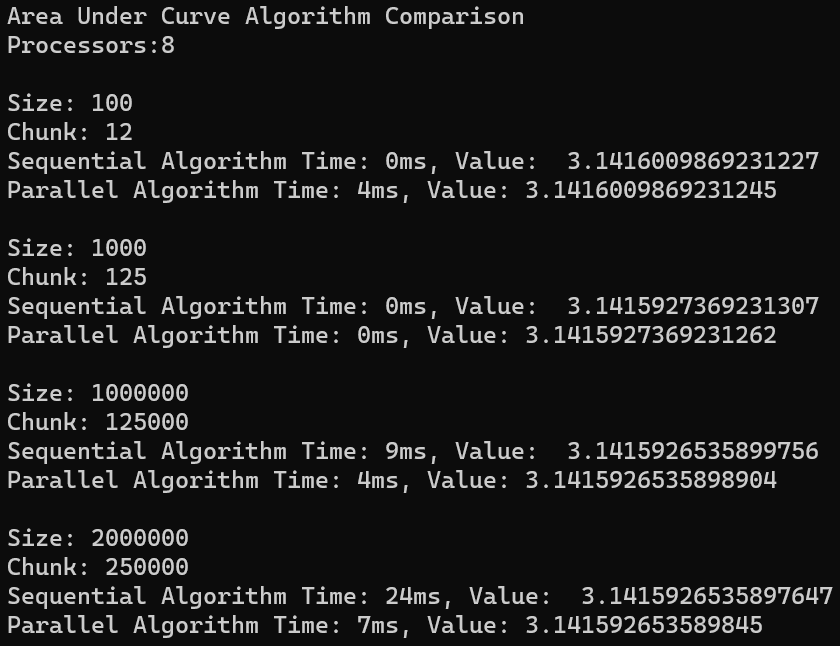 Area Under Curve Algorithm Comparison
Processors:8
Size: 100
Chunk: 12
Sequential Algorithm Time: 0ms, Value:  3.1416009869231227
Parallel Algorithm Time: 4ms, Value: 3.1416009869231245
Size: 1000
Chunk: 125
Sequential Algorithm Time: 0ms, Value:  3.1415927369231307
Parallel Algorithm Time: 0ms, Value: 3.1415927369231262
Size: 1000000
Chunk: 125000
Sequential Algorithm Time: 9ms, Value:  3.1415926535899756
Parallel Algorithm Time: 4ms, Value: 3.1415926535898904
Size: 2000000
Chunk: 250000
Sequential Algorithm Time: 24ms, Value:  3.1415926535897647
Parallel Algorithm Time: 7ms, Value: 3.141592653589845